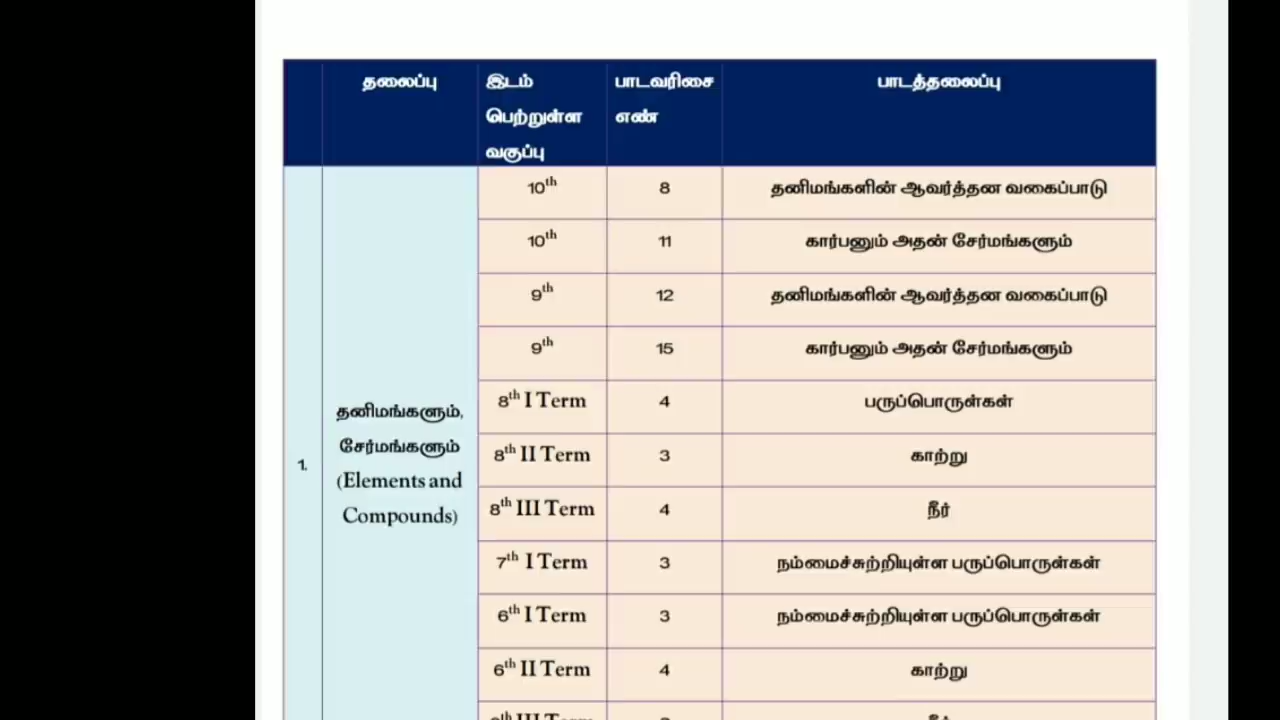 தலைப்பு இடம் பெற்றுள்ள வகுப்பு பாடவரிசை எண் பாடத்தலைப்பு
1. தனிமங்களும், சேர்மங்களும் (Elements and Compounds)
10th 8 தனிமங்களின் ஆவர்த்தன வகைப்பாடு
10th 11 கார்பனும் அதன் சேர்மங்களும்
9th 12 தனிமங்களின் ஆவர்த்தன வகைப்பாடு
9th 15 கார்பனும் அதன் சேர்மங்களும்
8th I Term 4 பருப்பொருள்கள்
8th II Term 3 காற்று
8th III Term 4 நீர்
7th I Term 3 நம்மைச்சுற்றியுள்ள பருப்பொருள்கள்
6th I Term 3 நம்மைச்சுற்றியுள்ள பருப்பொருள்கள்
6th II Term 4 காற்று
III Term நீர்